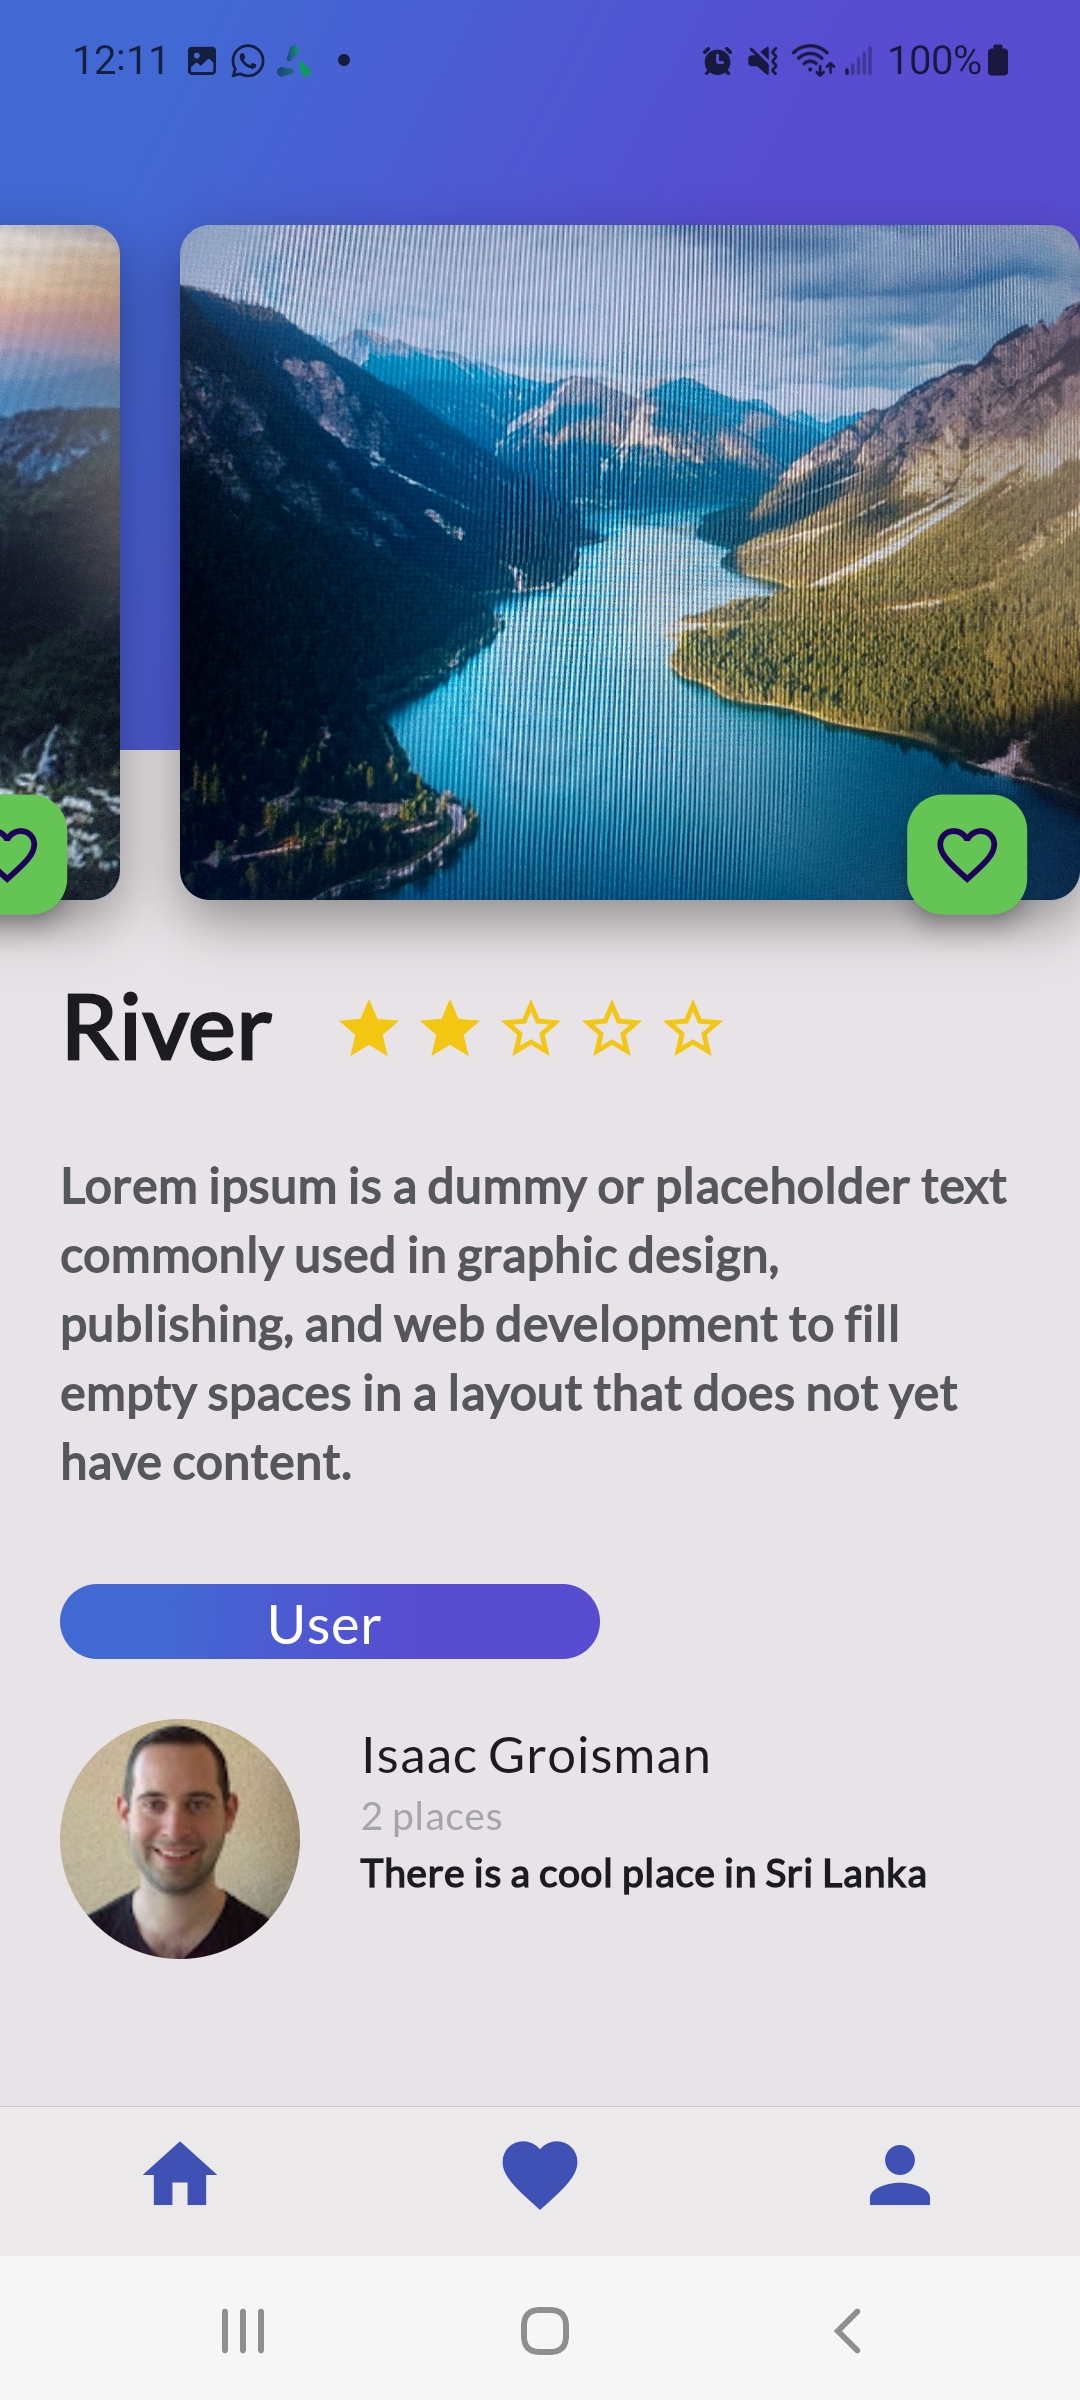 12:11
100%
River
Lorem ipsum is a dummy or placeholder text
commonly used in graphic design,
publishing, and web development to fill
empty spaces in a layout that does not yet
have content.
User
Isaac Groisman
2 places
There is a cool place in Sri Lanka